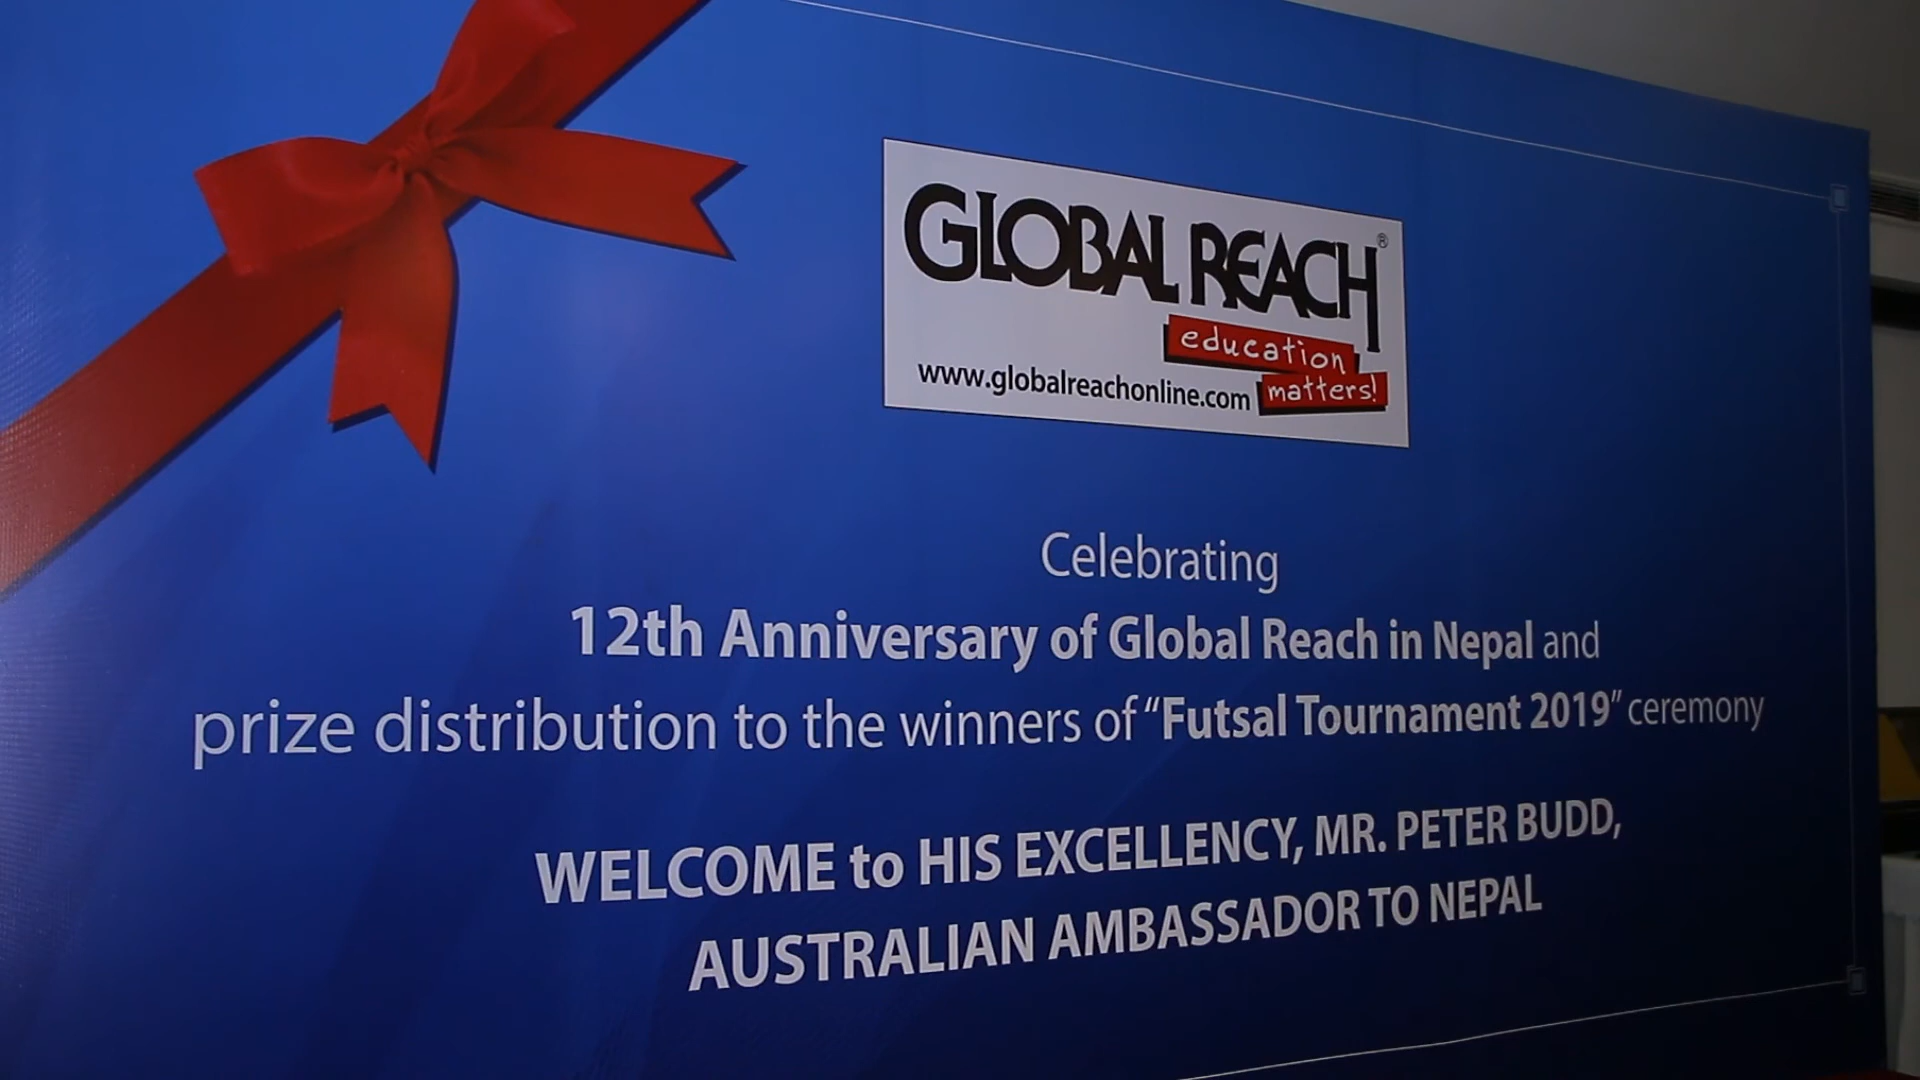 GLOBAL REACH®
education
matters!
www.globalreachonline.com
Celebrating
12th Anniversary of Global Reach in Nepal and
prize distribution to the winners of “Futsal Tournament 2019” ceremony
WELCOME to HIS EXCELLENCY, MR. PETER BUDD,
AUSTRALIAN AMBASSADOR TO NEPAL